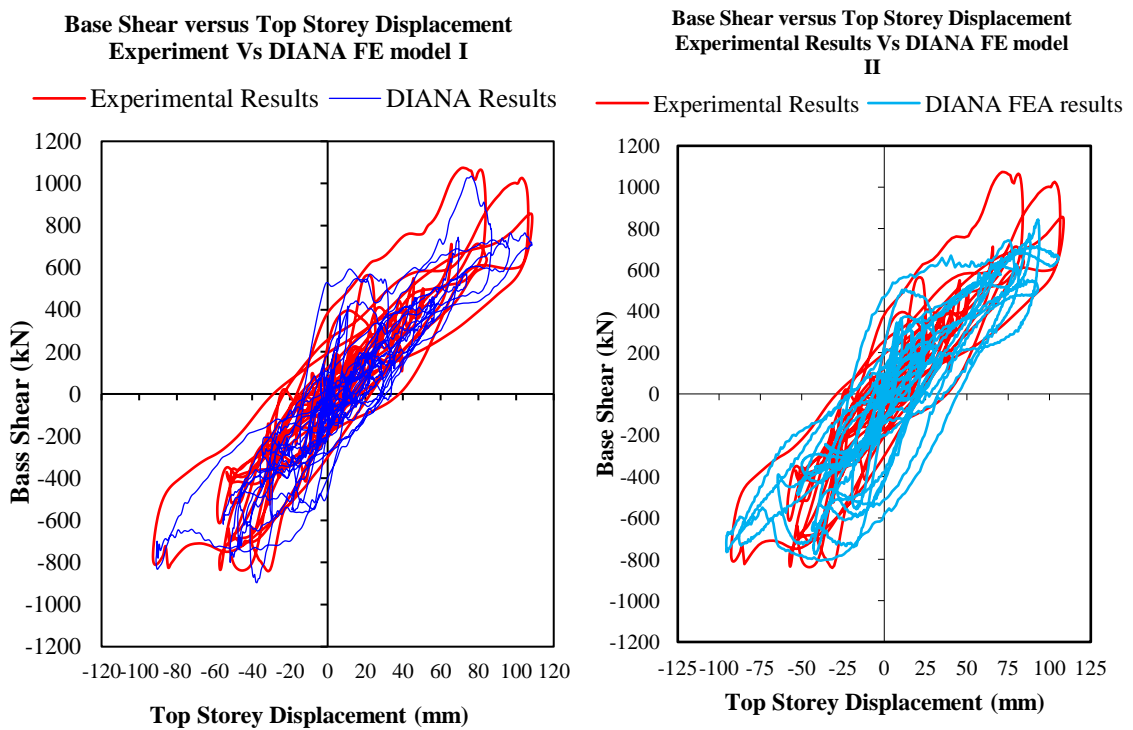 Base Shear versus Top Storey Displacement
Experiment Vs DIANA FE model I
Experimental Results DIANA Results
1200
1000
800
600
400
200
0
-200
-400
-600
-800
-1000
-1200
-120-100 -80 -60 -40 -20 0 20 40 60 80 100 120
Bass Shear (kN)
Top Storey Displacement (mm)
Base Shear versus Top Storey Displacement
Experimental Results Vs DIANA FE model
II
Experimental Results DIANA FEA results
1200
1000
800
600
400
200
0
-200
-400
-600
-800
-1000
-1200
-125-100 -75 -50 -25 0 25 50 75 100 125
Base Shear (kN)
Top Storey Displacement (mm)